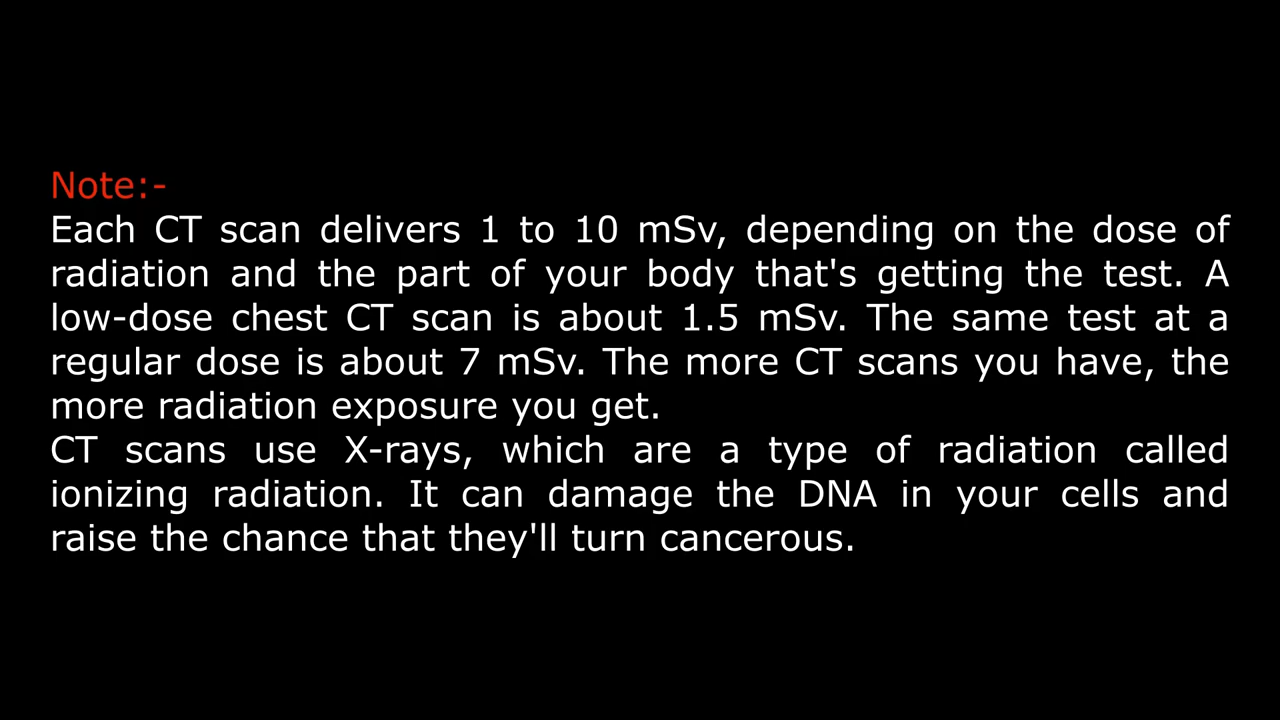 Note:-
Each CT scan delivers 1 to 10 mSv, depending on the dose of
radiation and the part of your body that's getting the test. A
low-dose chest CT scan is about 1.5 mSv. The same test at a
regular dose is about 7 mSv. The more CT scans you have, the
more radiation exposure you get.
CT scans use X-rays, which are a type of radiation called
ionizing radiation. It can damage the DNA in your cells and
raise the chance that they'll turn cancerous.